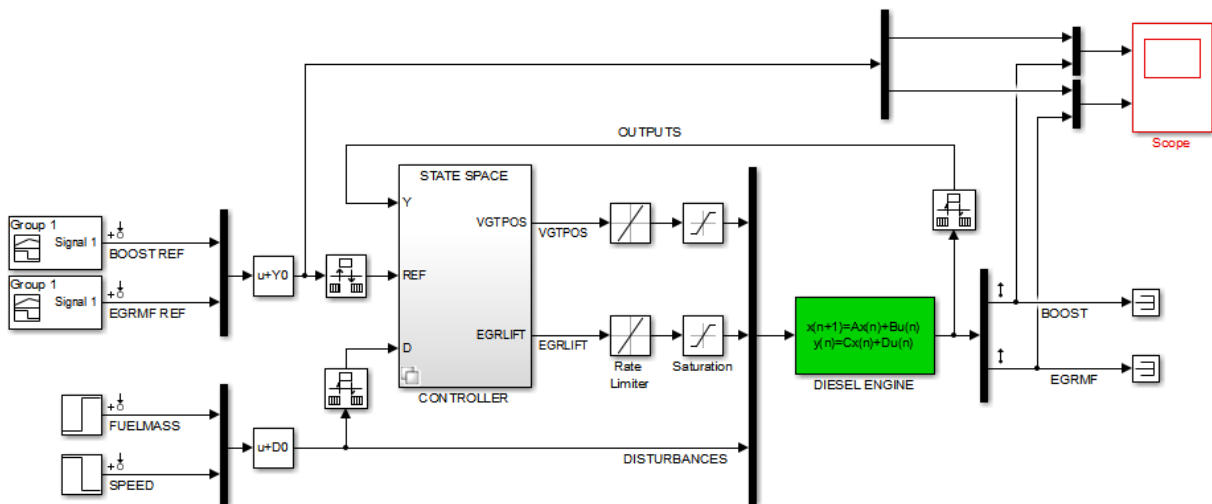 OUTPUTS
Scope
STATE SPACE
Y
VGTPOS
VGTPOS
REF
EGRLIFT
EGRLIFT
D
CONTROLLER
Group 1
Signal 1
BOOST REF
Group 1
Signal 1
EGRMF REF
u+Y0
Rate
Limiter
Saturation
x(n+1)=Ax(n)+Bu(n)
y(n)=Cx(n)+Du(n)
DIESEL ENGINE
BOOST
EGRMF
FUELMASS
u+D0
SPEED
DISTURBANCES